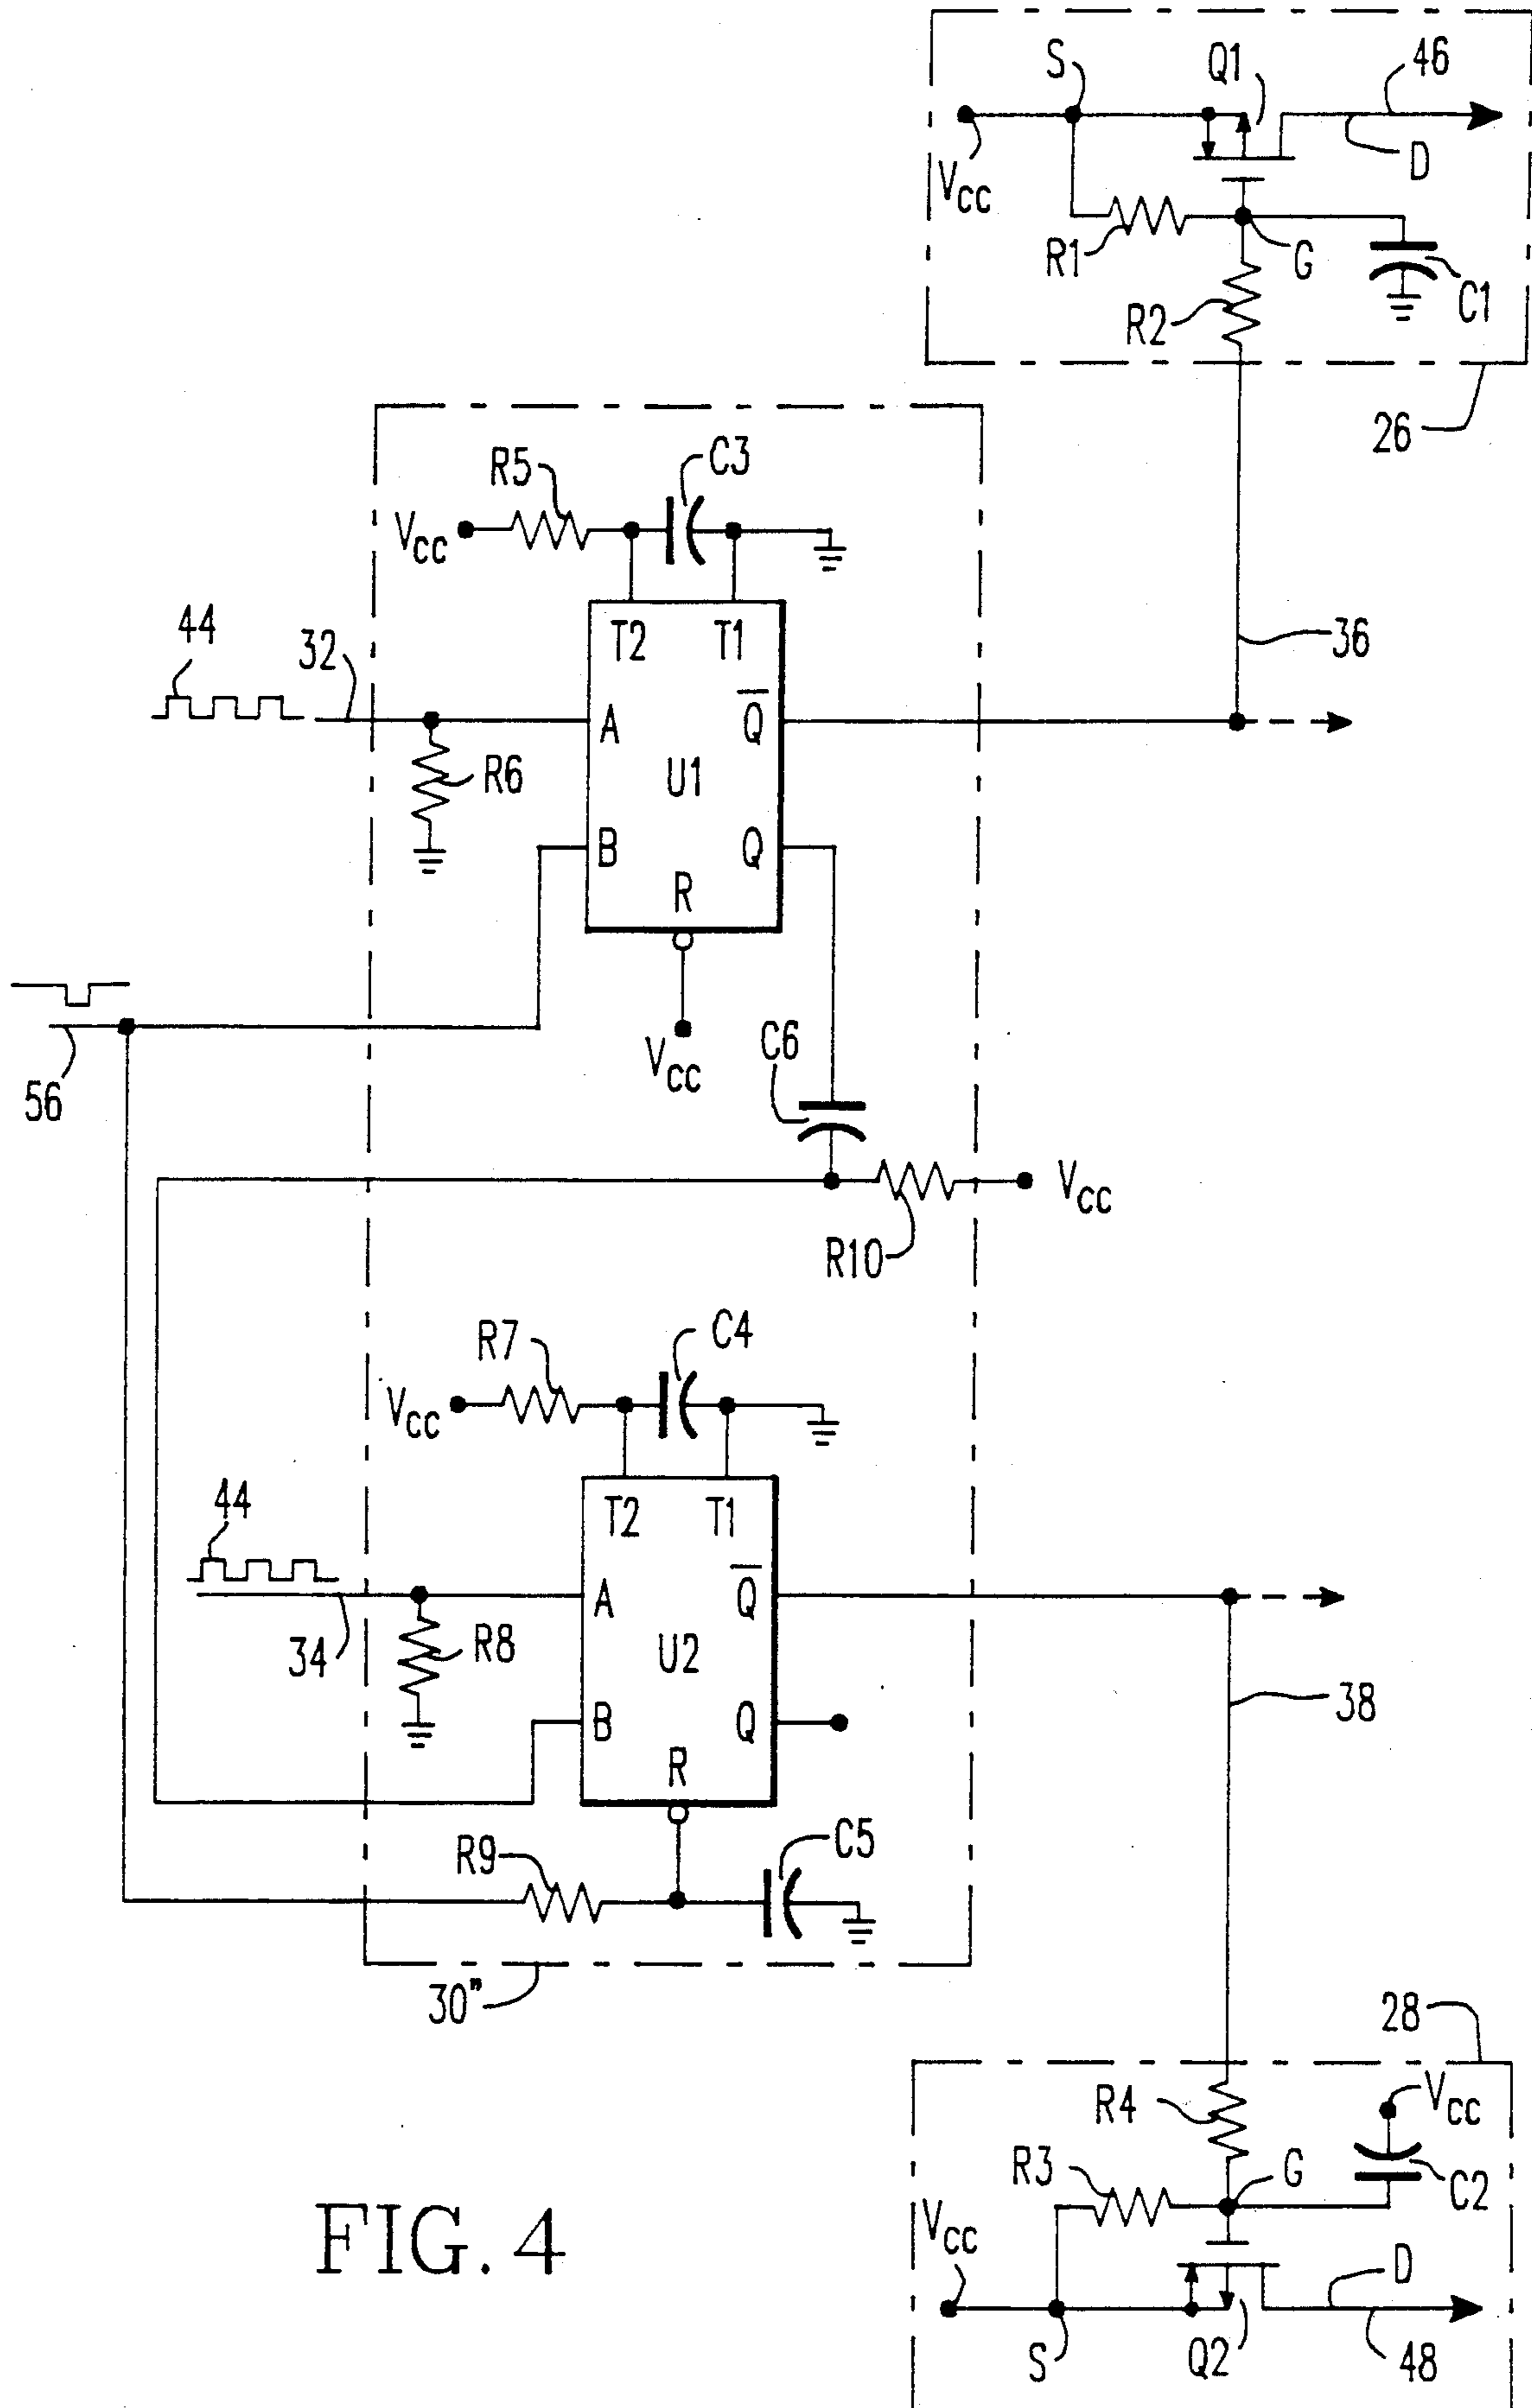 S
Q1
46
VCC
D
R1
G
C1
R2
26
R5
C3
VCC
44
32
T2
T1
36
A
Q̅
R6
U1
B
Q
R
56
VCC
C6
VCC
R10
R7
C4
VCC
44
T2
T1
A
Q̅
34
R8
U2
38
B
Q
R
R9
C5
30"
28
R4
VCC
R3
G
C2
VCC
D
S
Q2
48
FIG. 4